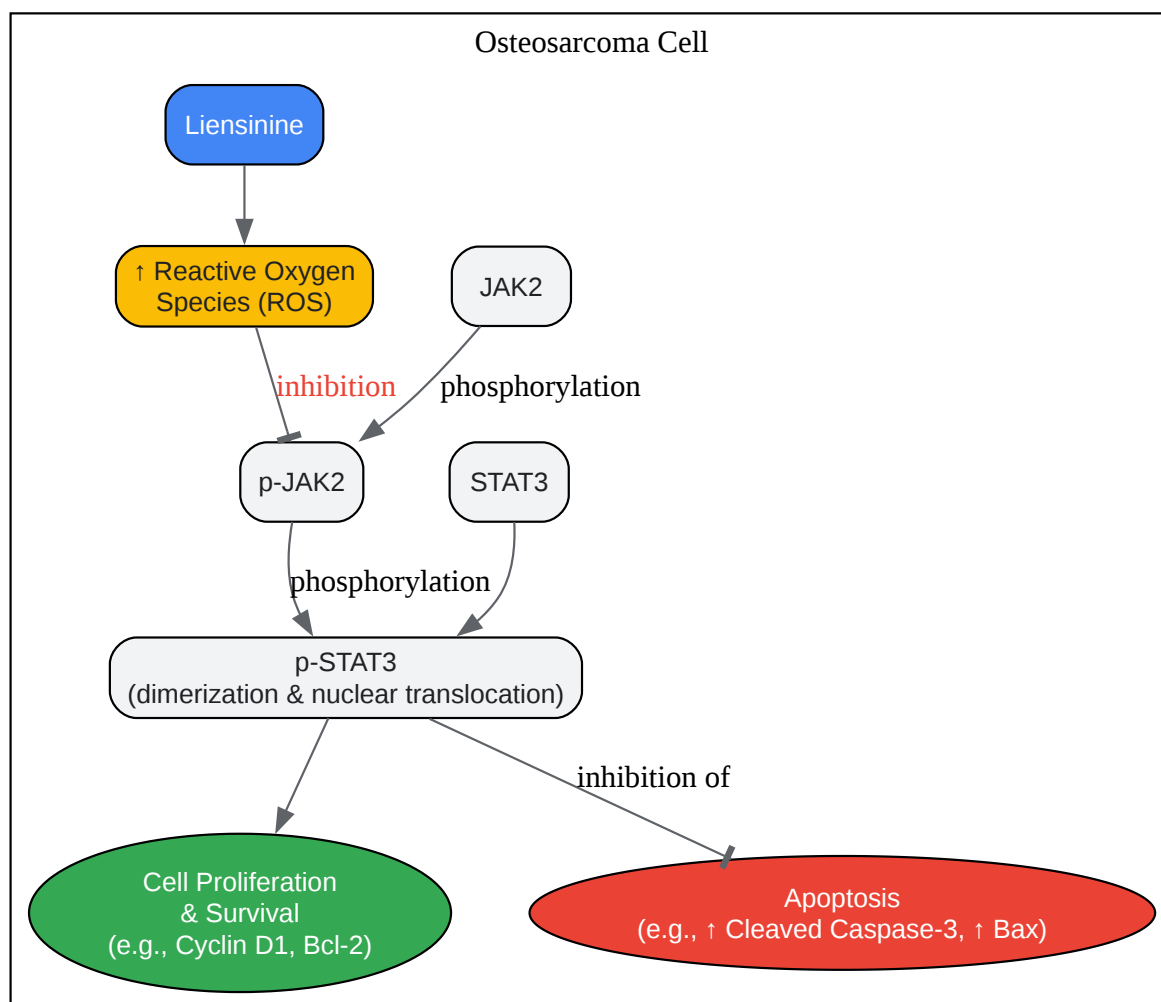 Osteosarcoma Cell
Liensinine
↑ Reactive Oxygen
Species (ROS)
JAK2
inhibition
phosphorylation
p-JAK2
STAT3
phosphorylation
p-STAT3
(dimerization & nuclear translocation)
inhibition of
Cell Proliferation
& Survival
(e.g., Cyclin D1, Bcl-2)
Apoptosis
(e.g., ↑ Cleaved Caspase-3, ↑ Bax)